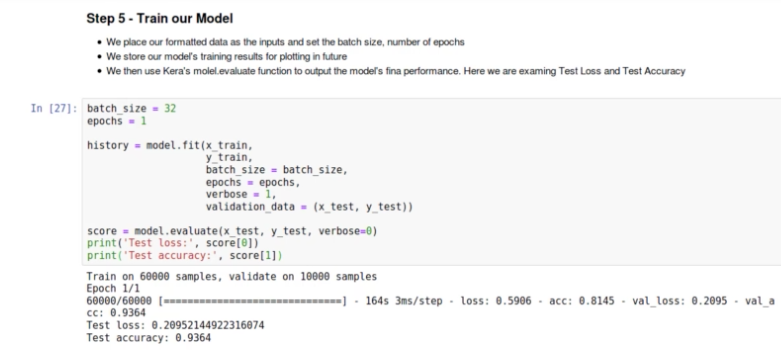 Step 5 - Train our Model
• We place our formatted data as the inputs and set the batch size, number of epochs
• We store our model's training results for plotting in future
• We then use Kera's molel.evaluate function to output the model's fina performance. Here we are examing Test Loss and Test Accuracy
In [27]: batch_size = 32
epochs = 1
history = model.fit(x_train,
y_train,
batch_size = batch_size,
epochs = epochs,
verbose = 1,
validation_data = (x_test, y_test))
score = model.evaluate(x_test, y_test, verbose=0)
print('Test loss:', score[0])
print('Test accuracy:', score[1])
Train on 60000 samples, validate on 10000 samples
Epoch 1/1
60000/60000 [==============================] - 164s 3ms/step - loss: 0.5906 - acc: 0.8145 - val_loss: 0.2095 - val_a
cc: 0.9364
Test loss: 0.20952144922316074
Test accuracy: 0.9364